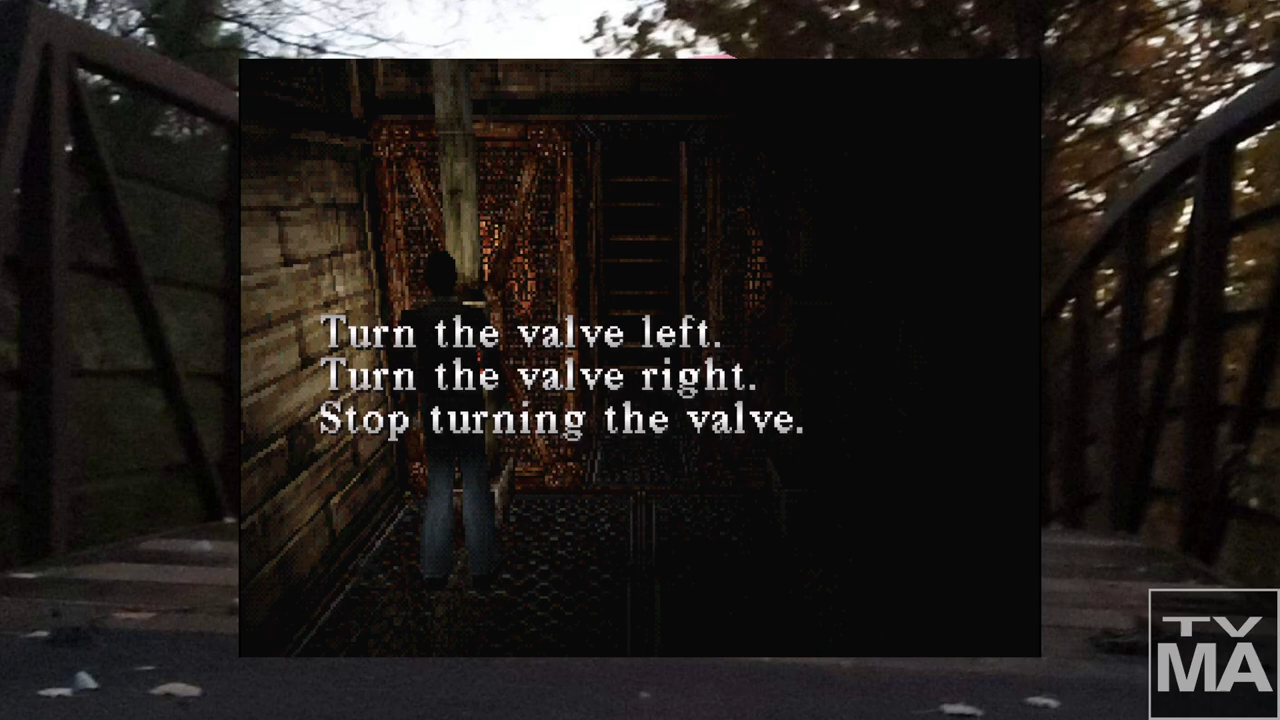 Turn the valve left.
Turn the valve right.
Stop turning the valve.
TV
MA